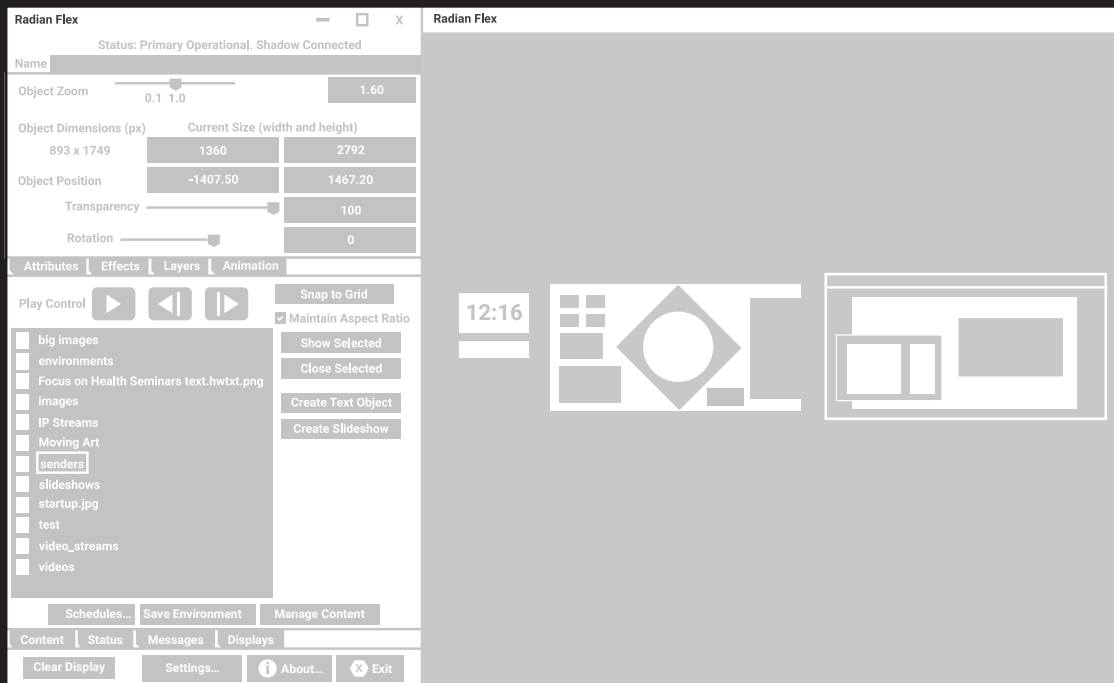 Radian Flex
X
Radian Flex
Status: Primary Operational. Shadow Connected
Name
Object Zoom
0.1 1.0
1.60
Object Dimensions (px)
Current Size (width and height)
893 x 1749
1360
2792
Object Position
-1407.50
1467.20
Transparency
100
Rotation
0
Attributes
Effects
Layers
Animation
Play Control
Snap to Grid
Maintain Aspect Ratio
Show Selected
Close Selected
Create Text Object
Create Slideshow
big images
environments
Focus on Health Seminars text.hwtxt.png
images
IP Streams
Moving Art
senders
slideshows
startup.jpg
test
video_streams
videos
12:16
Schedules...
Save Environment
Manage Content
Content
Status
Messages
Displays
Clear Display
Settings...
i About...
X Exit